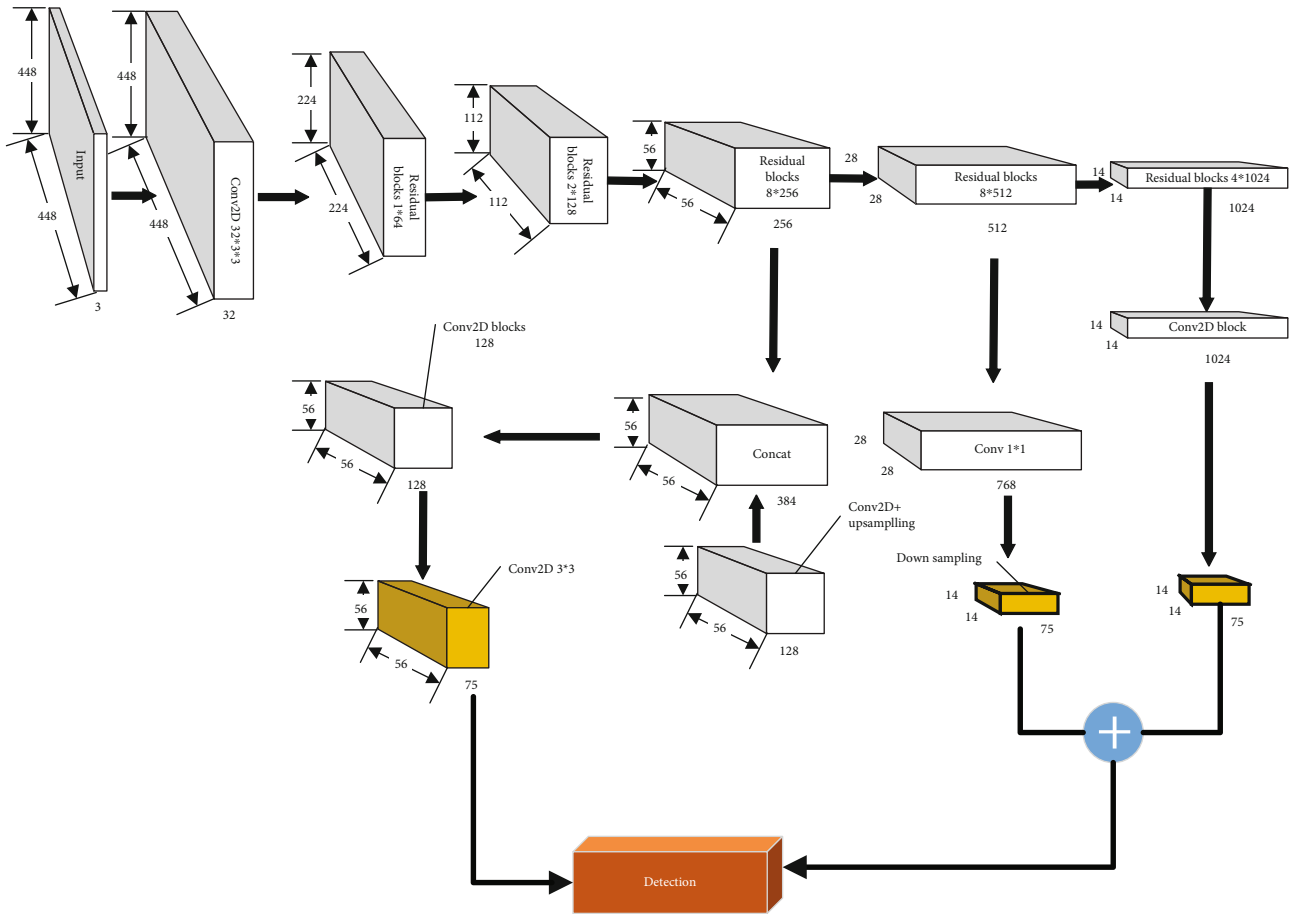 448
448
Input
3
448
448
Conv2D 32*3*3
32
224
224
Residual
blocks 1*64
112
112
Residual
blocks 2*128
56
56
Residual
blocks
8*256
256
28
28
Residual blocks
8*512
512
14
14
Residual blocks 4*1024
1024
14
14
Conv2D block
1024
Conv2D blocks
128
56
56
128
56
56
Concat
384
28
28
Conv 1*1
768
Conv2D+
upsamplling
56
56
128
Down sampling
14
14
75
14
14
75
Conv2D 3*3
56
56
75
Detection